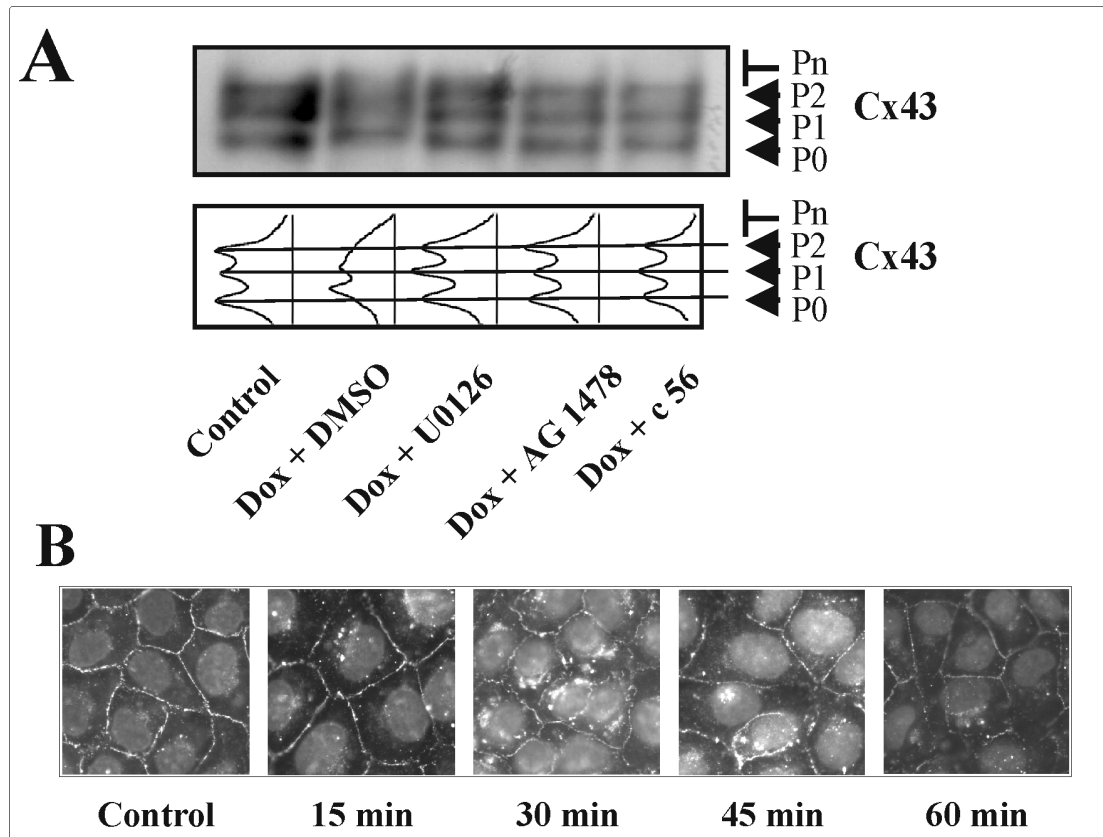 A
Pn
P2
P1
P0
Cx43
Pn
P2
P1
P0
Cx43
Control
Dox + DMSO
Dox + U0126
Dox + AG 1478
Dox + c 56
B
Control
15 min
30 min
45 min
60 min